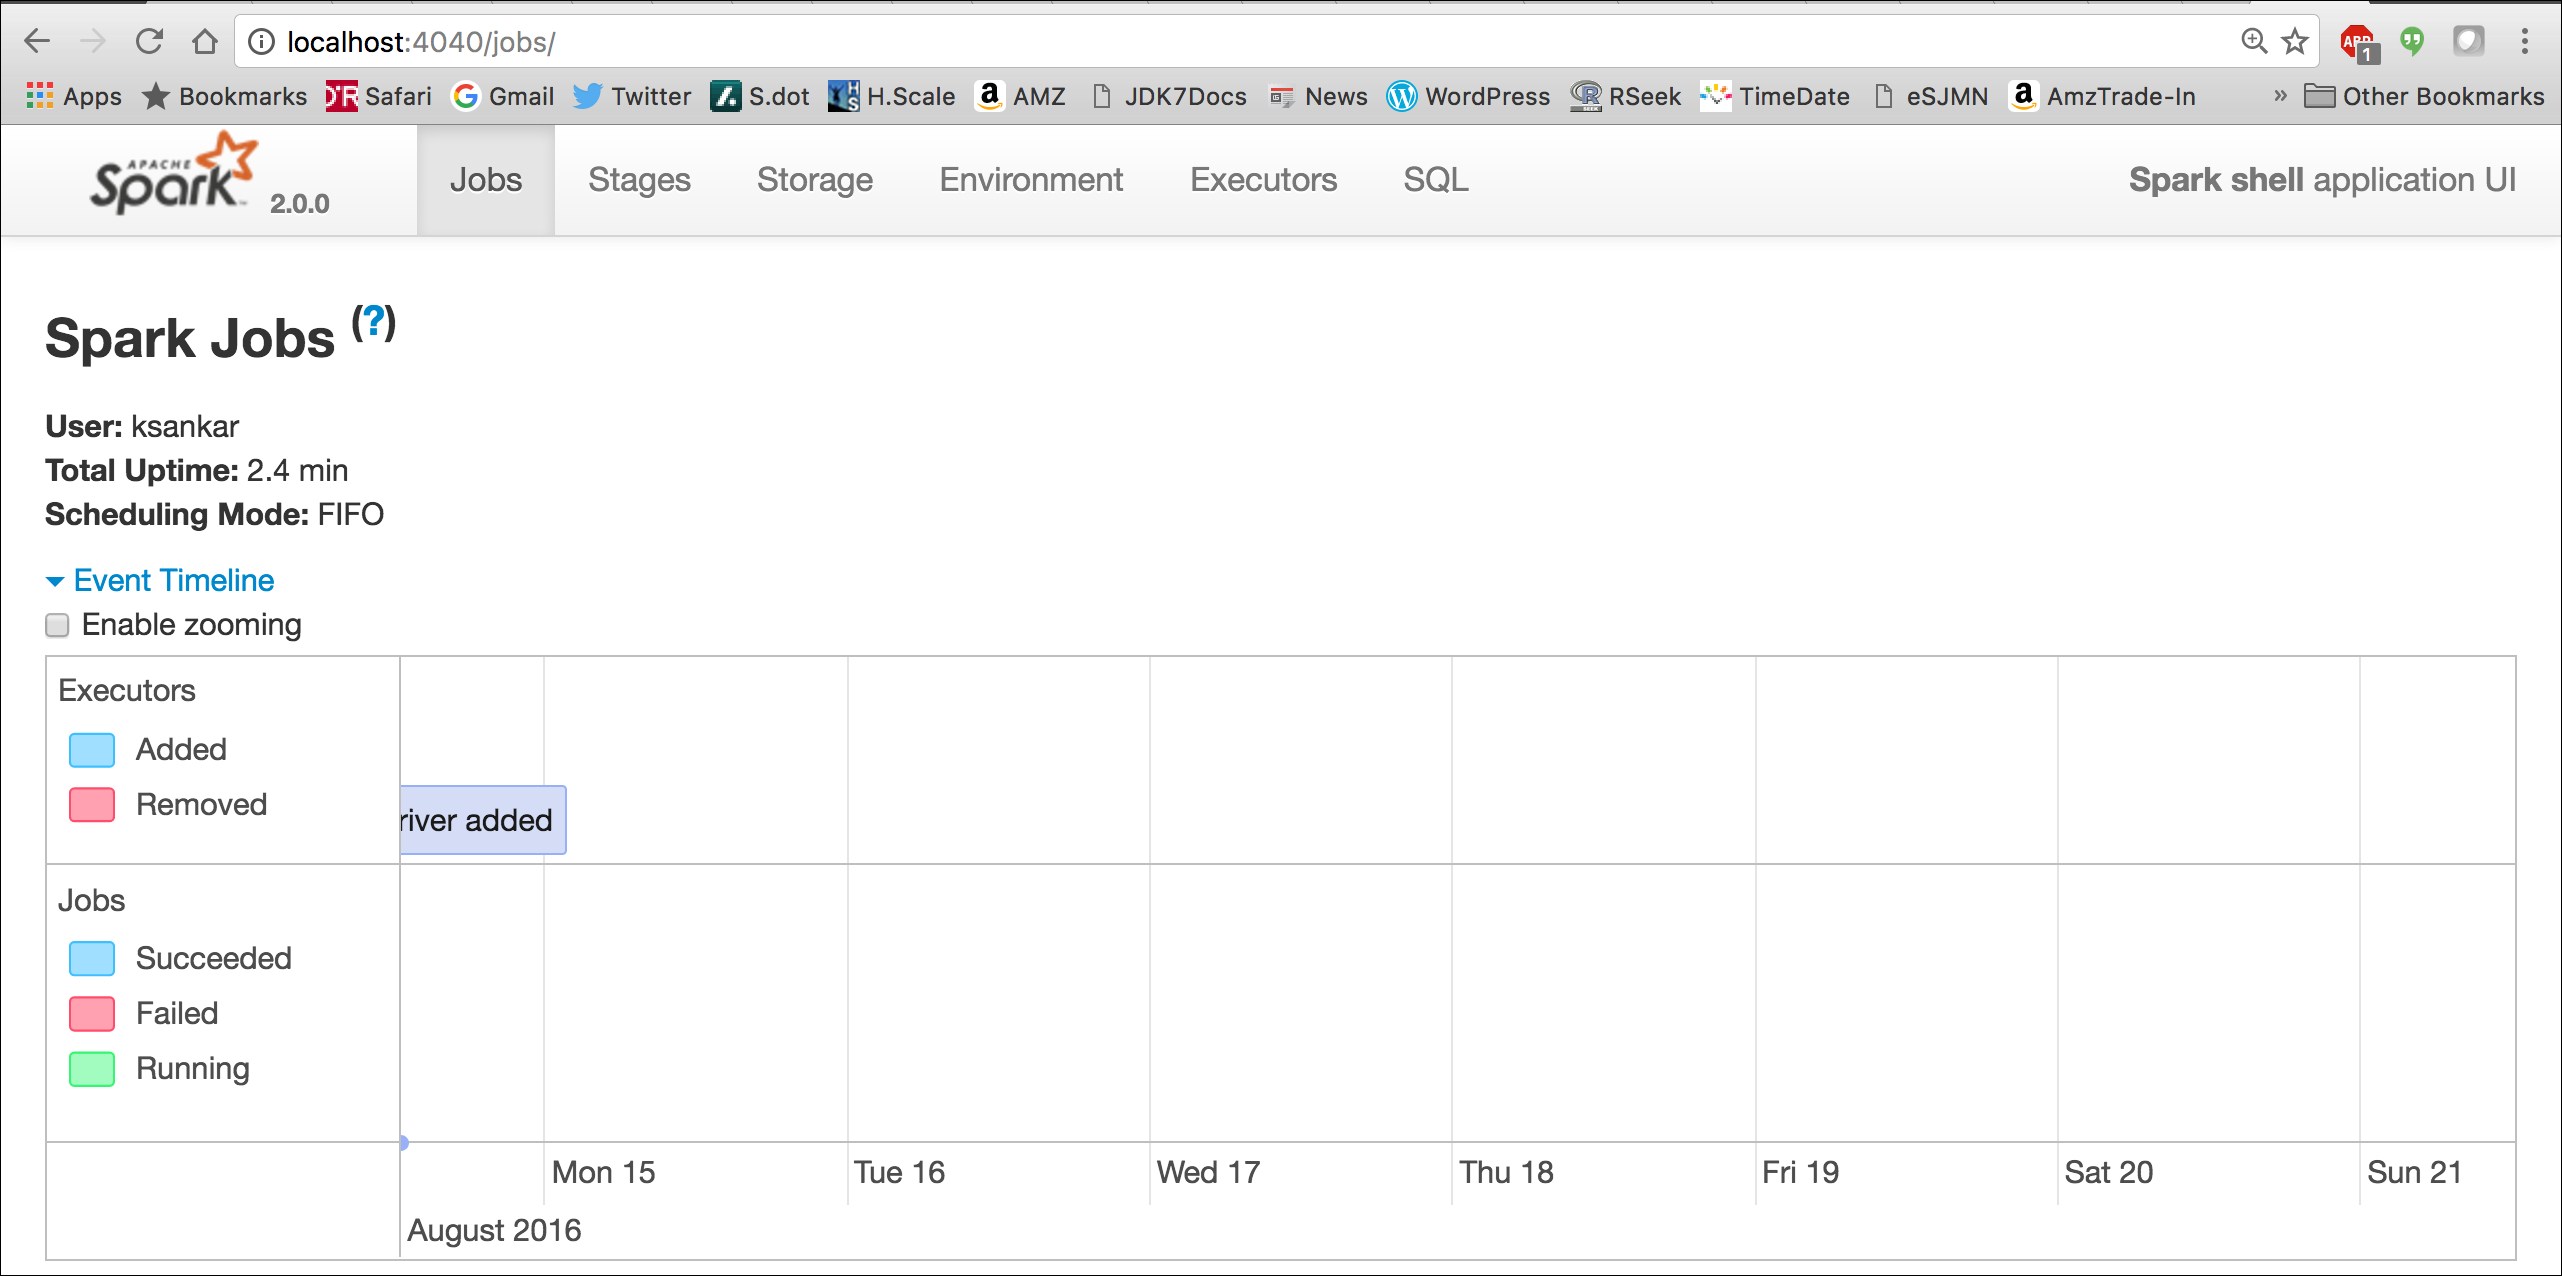 localhost:4040/jobs/
ABP 1
Apps Bookmarks Safari Gmail Twitter S.dot H.Scale AMZ JDK7Docs News WordPress RSeek TimeDate eSJMN AmzTrade-In » Other Bookmarks
APACHE Spark™ 2.0.0 Jobs Stages Storage Environment Executors SQL Spark shell application UI
Spark Jobs (?)
User: ksankar
Total Uptime: 2.4 min
Scheduling Mode: FIFO
Event Timeline
Enable zooming
Executors
Added
Removed
river added
Jobs
Succeeded
Failed
Running
Mon 15 Tue 16 Wed 17 Thu 18 Fri 19 Sat 20 Sun 21
August 2016